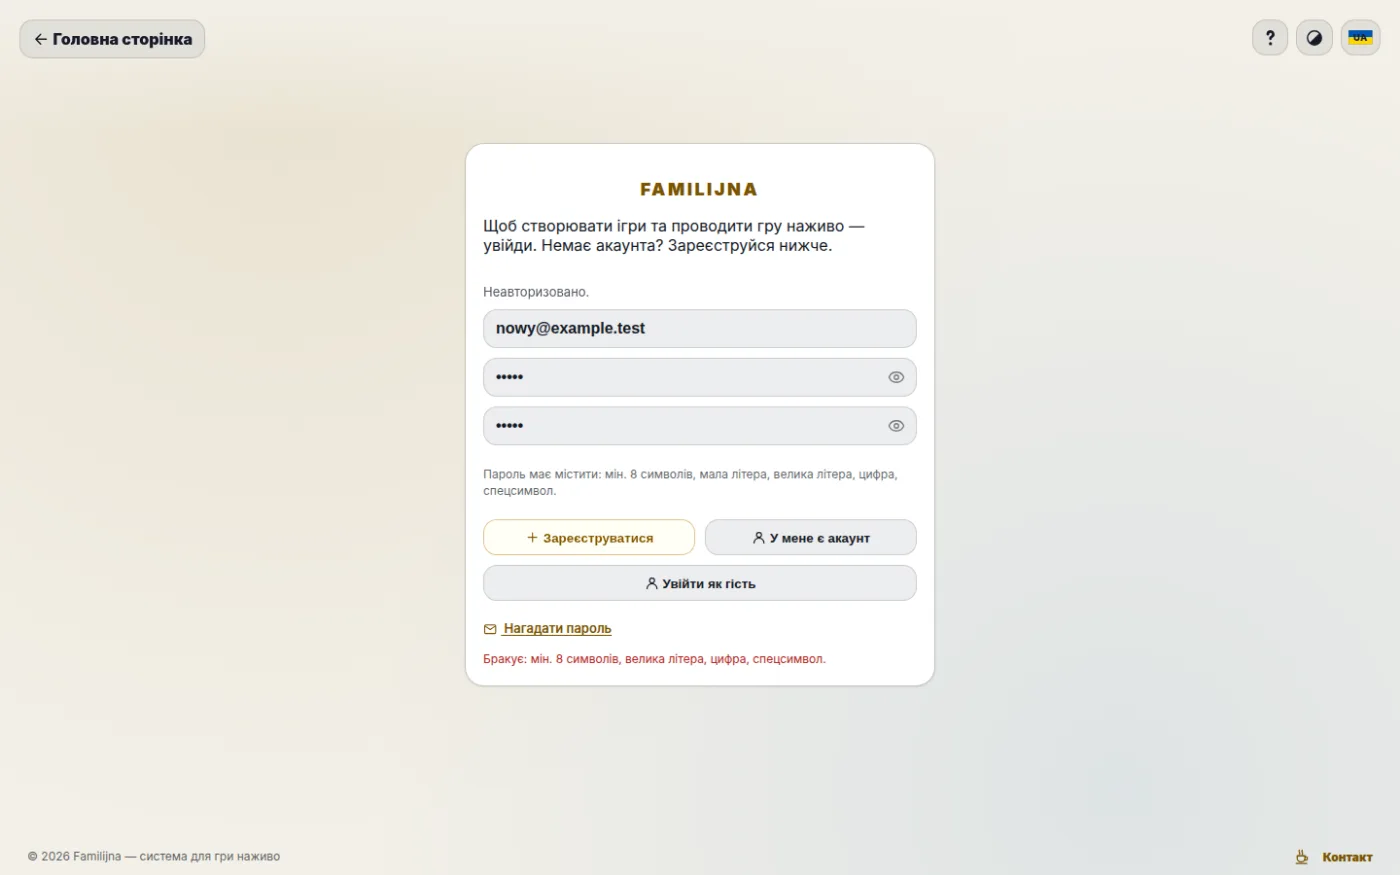 ← Головна сторінка
?
UA
FAMILIJNA
Щоб створювати ігри та проводити гру наживо —
увійди. Немає акаунта? Зареєструйся нижче.
Неавторизовано.
nowy@example.test
•••••
•••••
Пароль має містити: мін. 8 символів, мала літера, велика літера, цифра,
спецсимвол.
+ Зареєструватися
У мене є акаунт
Увійти як гість
Нагадати пароль
Бракує: мін. 8 символів, велика літера, цифра, спецсимвол.
© 2026 Familijna — система для гри наживо
Контакт